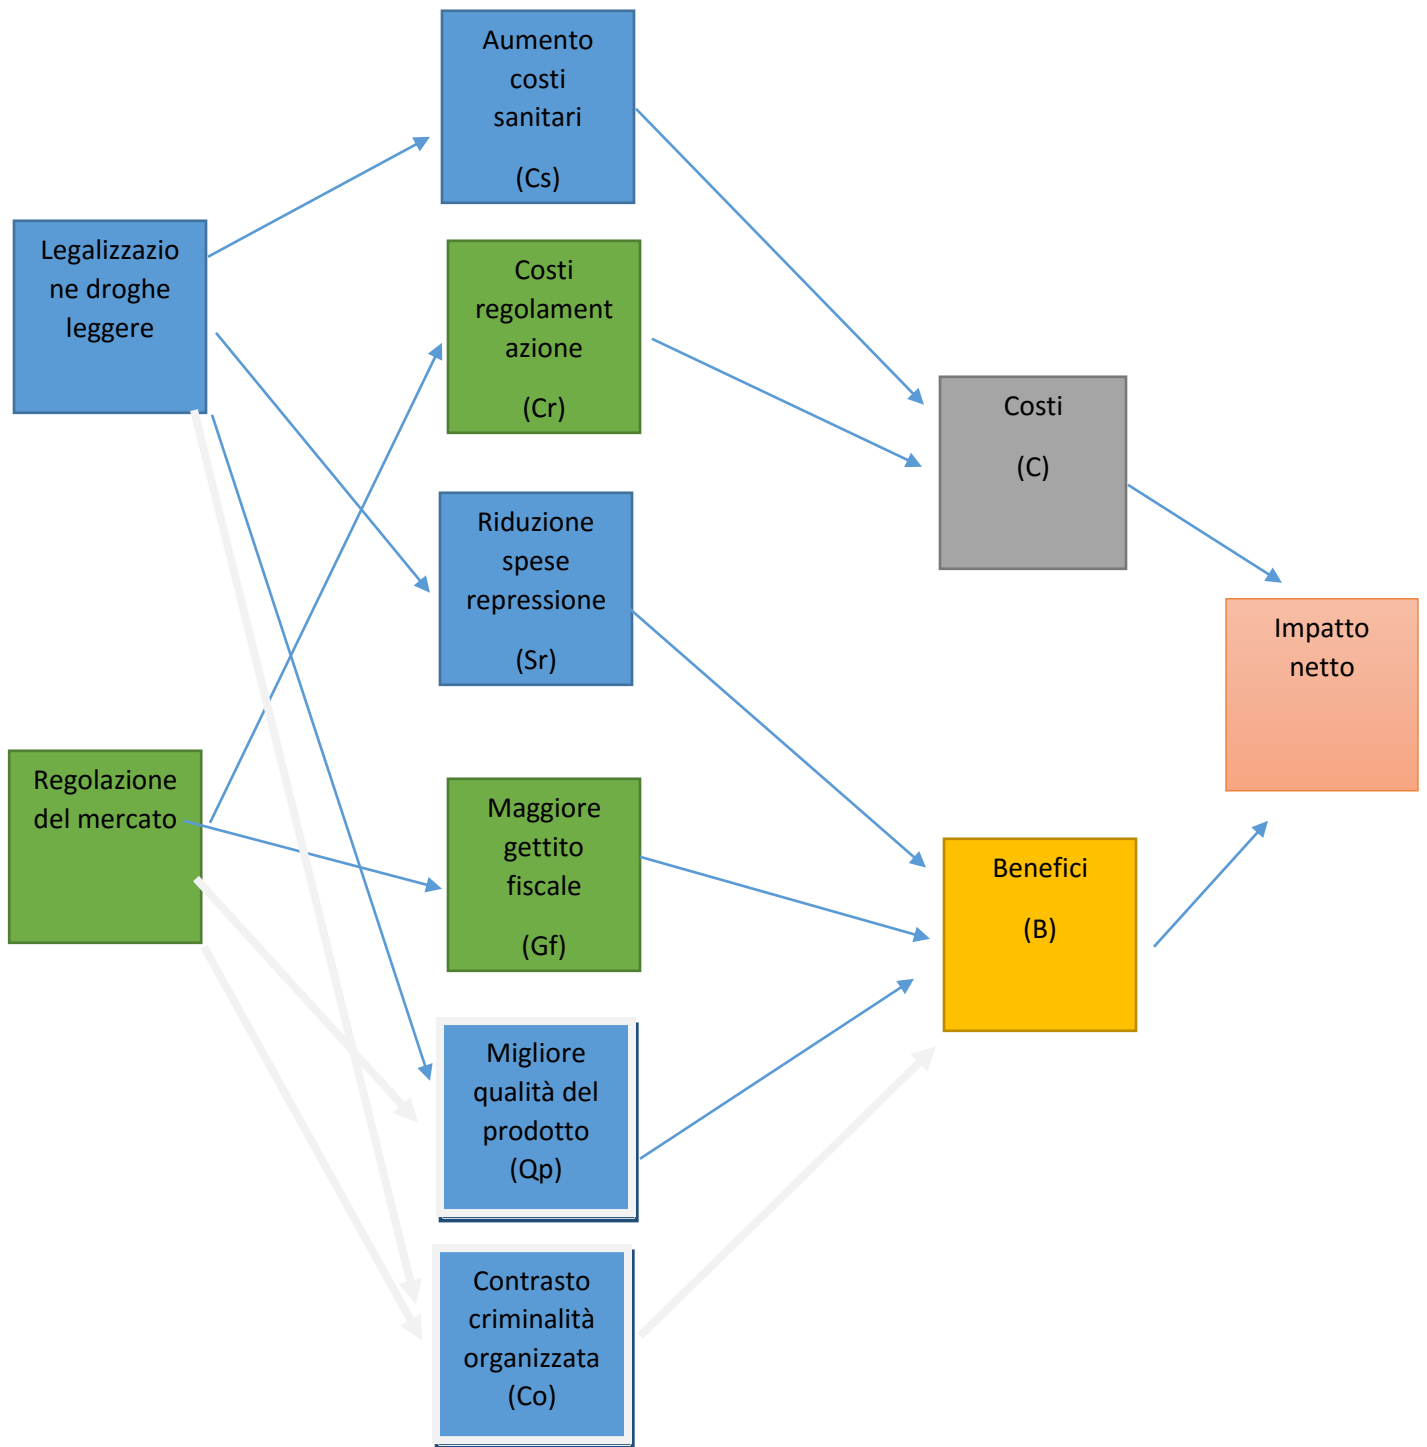 Aumento
costi
sanitari
(Cs)
Legalizzazio
ne droghe
leggere
Costi
regolament
azione
(Cr)
Costi
(C)
Riduzione
spese
repressione
(Sr)
Impatto
netto
Regolazione
del mercato
Maggiore
gettito
fiscale
(Gf)
Benefici
(B)
Migliore
qualità del
prodotto
(Qp)
Contrasto
criminalità
organizzata
(Co)